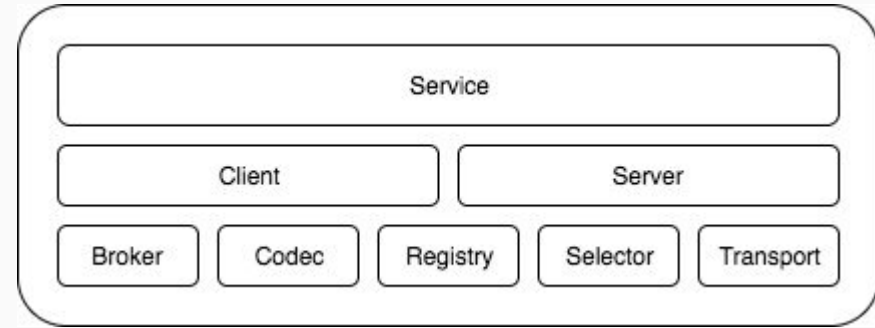 Service
Client Server
Broker Codec Registry Selector Transport